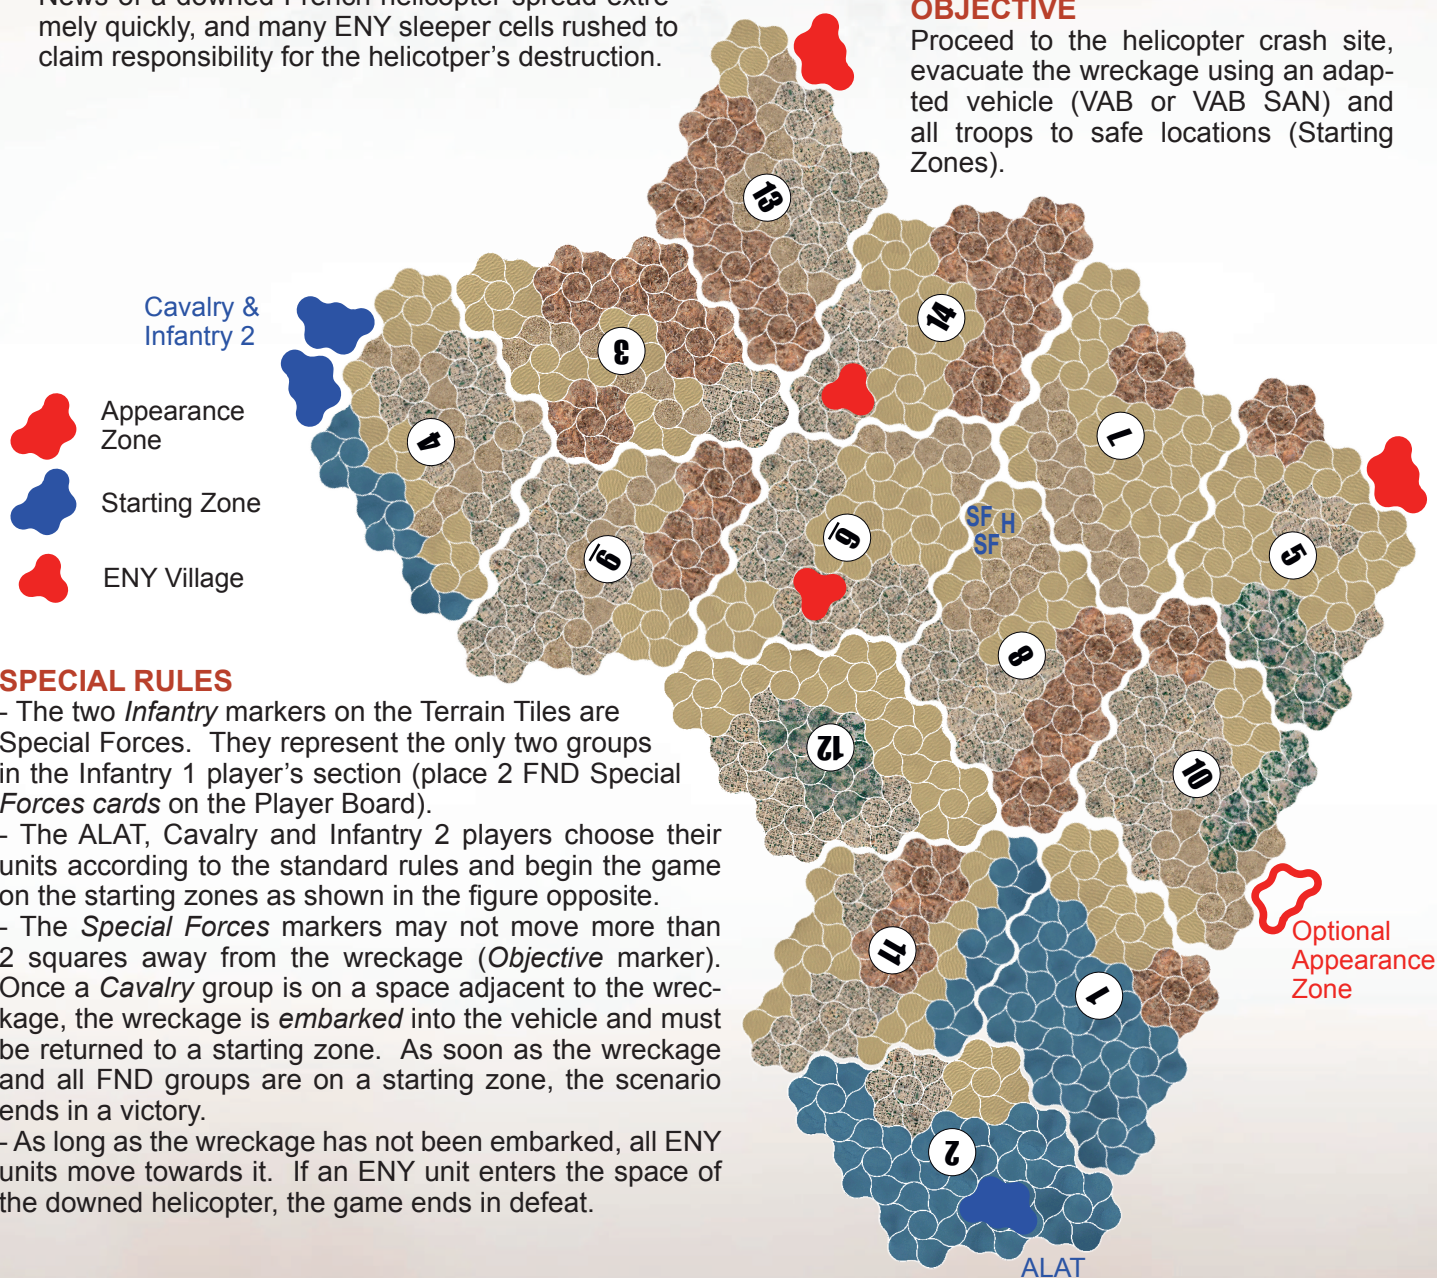 News of a downed French helicopter spread extre-
mely quickly, and many ENY sleeper cells rushed to
claim responsibility for the helicotper's destruction.
OBJECTIVE
Proceed to the helicopter crash site,
evacuate the wreckage using an adap-
ted vehicle (VAB or VAB SAN) and
all troops to safe locations (Starting
Zones).
Cavalry &
Infantry 2
Appearance
Zone
Starting Zone
ENY Village
13
14
3
4
7
5
9
6
SF H
SF
8
12
10
11
1
2
Optional
Appearance
Zone
ALAT
SPECIAL RULES
- The two Infantry markers on the Terrain Tiles are
Special Forces. They represent the only two groups
in the Infantry 1 player's section (place 2 FND Special
Forces cards on the Player Board).
- The ALAT, Cavalry and Infantry 2 players choose their
units according to the standard rules and begin the game
on the starting zones as shown in the figure opposite.
- The Special Forces markers may not move more than
2 squares away from the wreckage (Objective marker).
Once a Cavalry group is on a space adjacent to the wrec-
kage, the wreckage is embarked into the vehicle and must
be returned to a starting zone. As soon as the wreckage
and all FND groups are on a starting zone, the scenario
ends in a victory.
- As long as the wreckage has not been embarked, all ENY
units move towards it. If an ENY unit enters the space of
the downed helicopter, the game ends in defeat.